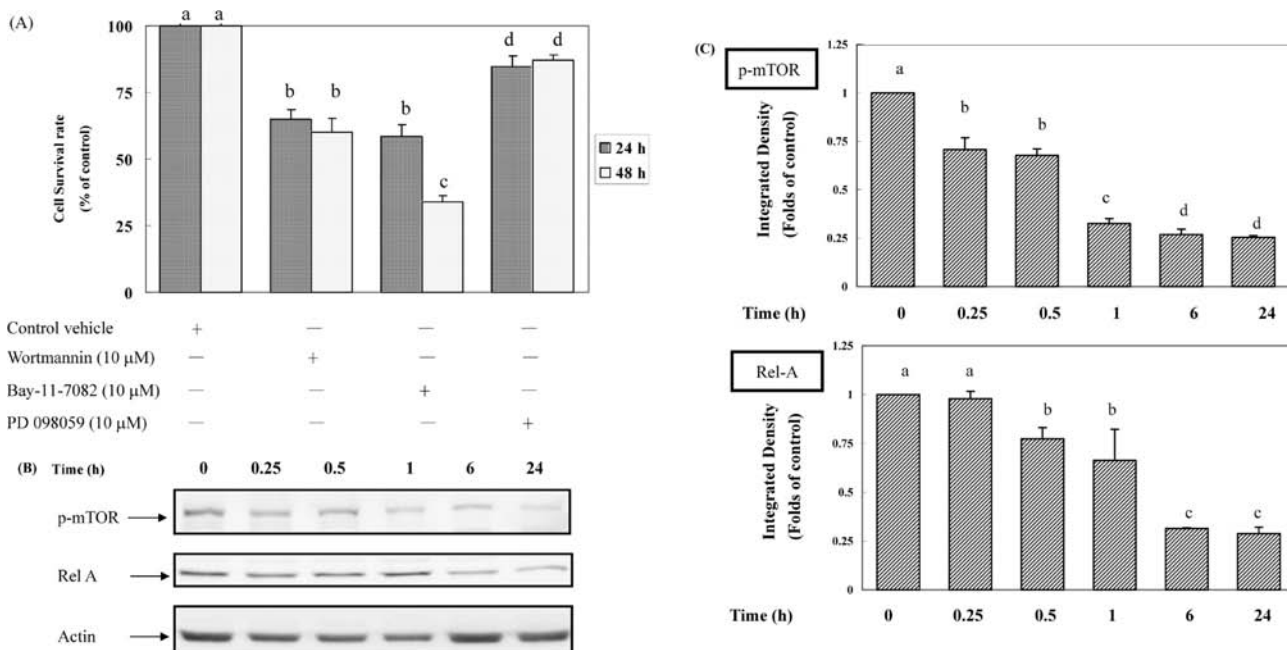 (A)
a a
b b
b
c
d d
100
75
50
25
00
Cell Survival rate
(% of control)
24 h
48 h
Control vehicle + — — —
Wortmannin (10 μM) — + — —
Bay-11-7082 (10 μM) — — + —
PD 098059 (10 μM) — — — +
(B) Time (h) 0 0.25 0.5 1 6 24
p-mTOR
Rel A
Actin
(C)
p-mTOR
1.25
1
0.75
0.5
0.25
0
Integrated Density
(Folds of control)
a b b c d d
Time (h) 0 0.25 0.5 1 6 24
Rel-A
1.25
1
0.75
0.5
0.25
0
Integrated Density
(Folds of control)
a a b b c c
Time (h) 0 0.25 0.5 1 6 24